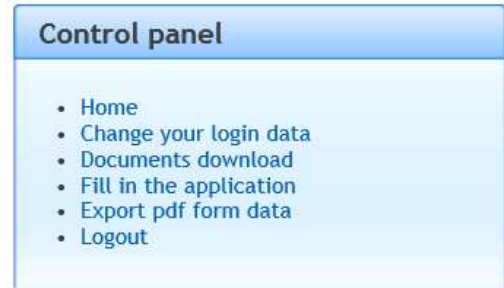 Control panel
• Home
• Change your login data
• Documents download
• Fill in the application
• Export pdf form data
• Logout